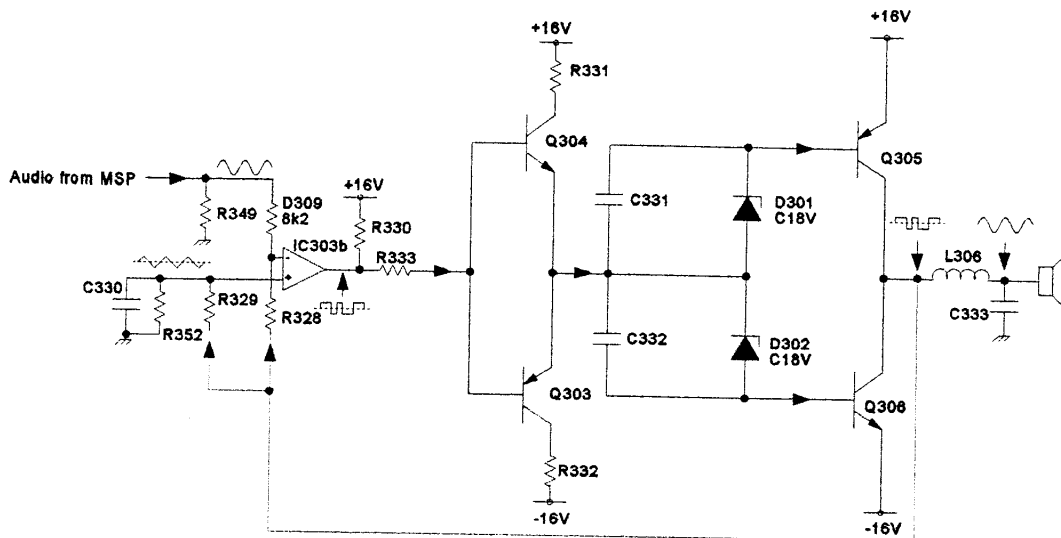 +16V
+16V
R331
Q304
Q305
Audio from MSP
D309
8k2
+16V
R349
R330
IC303b
R333
C331
D301
C18V
L306
C330
R329
R328
R352
C332
D302
C18V
C333
Q303
Q306
R332
-16V
-16V